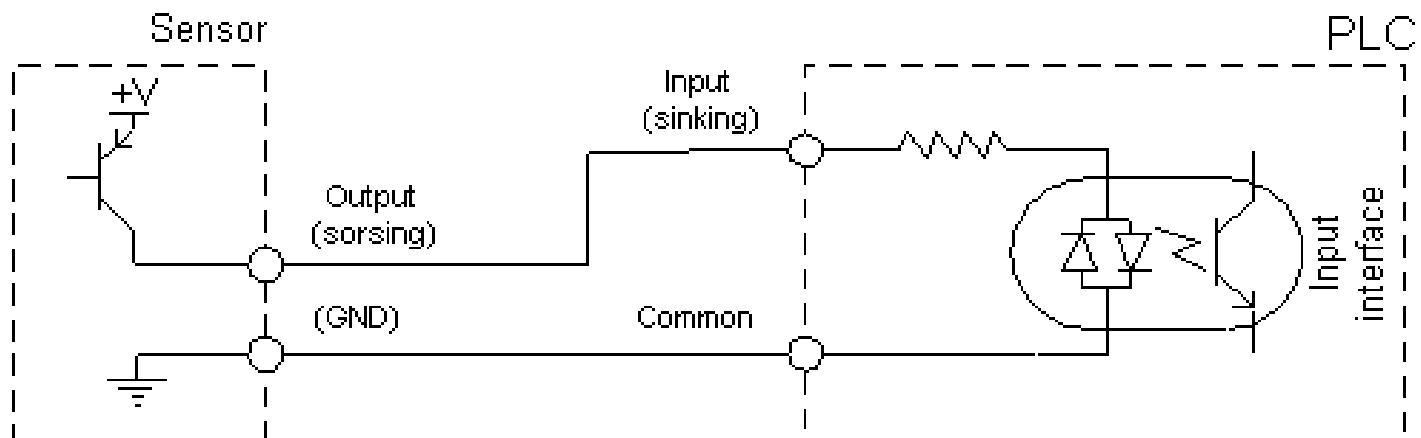 Sensor
PLC
+V
Input
(sinking)
Output
(sorsing)
(GND)
Common
Input
interface